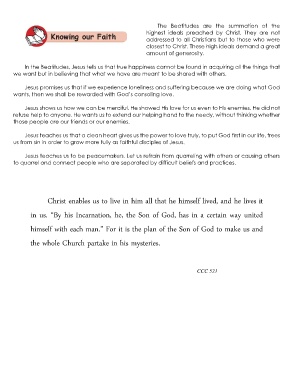 The Beatitudes are the summation of the
highest ideals preached by Christ. They are not
addressed to all Christians but to those who were
closest to Christ. These high ideals demand a great
amount of generosity.
Knowing our Faith
In the Beatitudes, Jesus tells us that true happiness cannot be found in acquiring all the things that
we want but in believing that what we have are meant to be shared with others.
Jesus promises us that if we experience loneliness and suffering because we are doing what God
wants, then we shall be rewarded with God's consoling love.
Jesus shows us how we can be merciful. He showed His love for us even to His enemies. He did not
refuse help to anyone. He wants us to extend our helping hand to the needy, without thinking whether
those people are our friends or our enemies.
Jesus teaches us that a clean heart gives us the power to love truly, to put God first in our life, frees
us from sin in order to grow more fully as faithful disciples of Jesus.
Jesus teaches us to be peacemakers. Let us refrain from quarreling with others or causing others
to quarrel and connect people who are separated by difficult beliefs and practices.
Christ enables us to live in him all that he himself lived, and he lives it
in us. "By his Incarnation, he, the Son of God, has in a certain way united
himself with each man." For it is the plan of the Son of God to make us and
the whole Church partake in his mysteries.
CCC 521